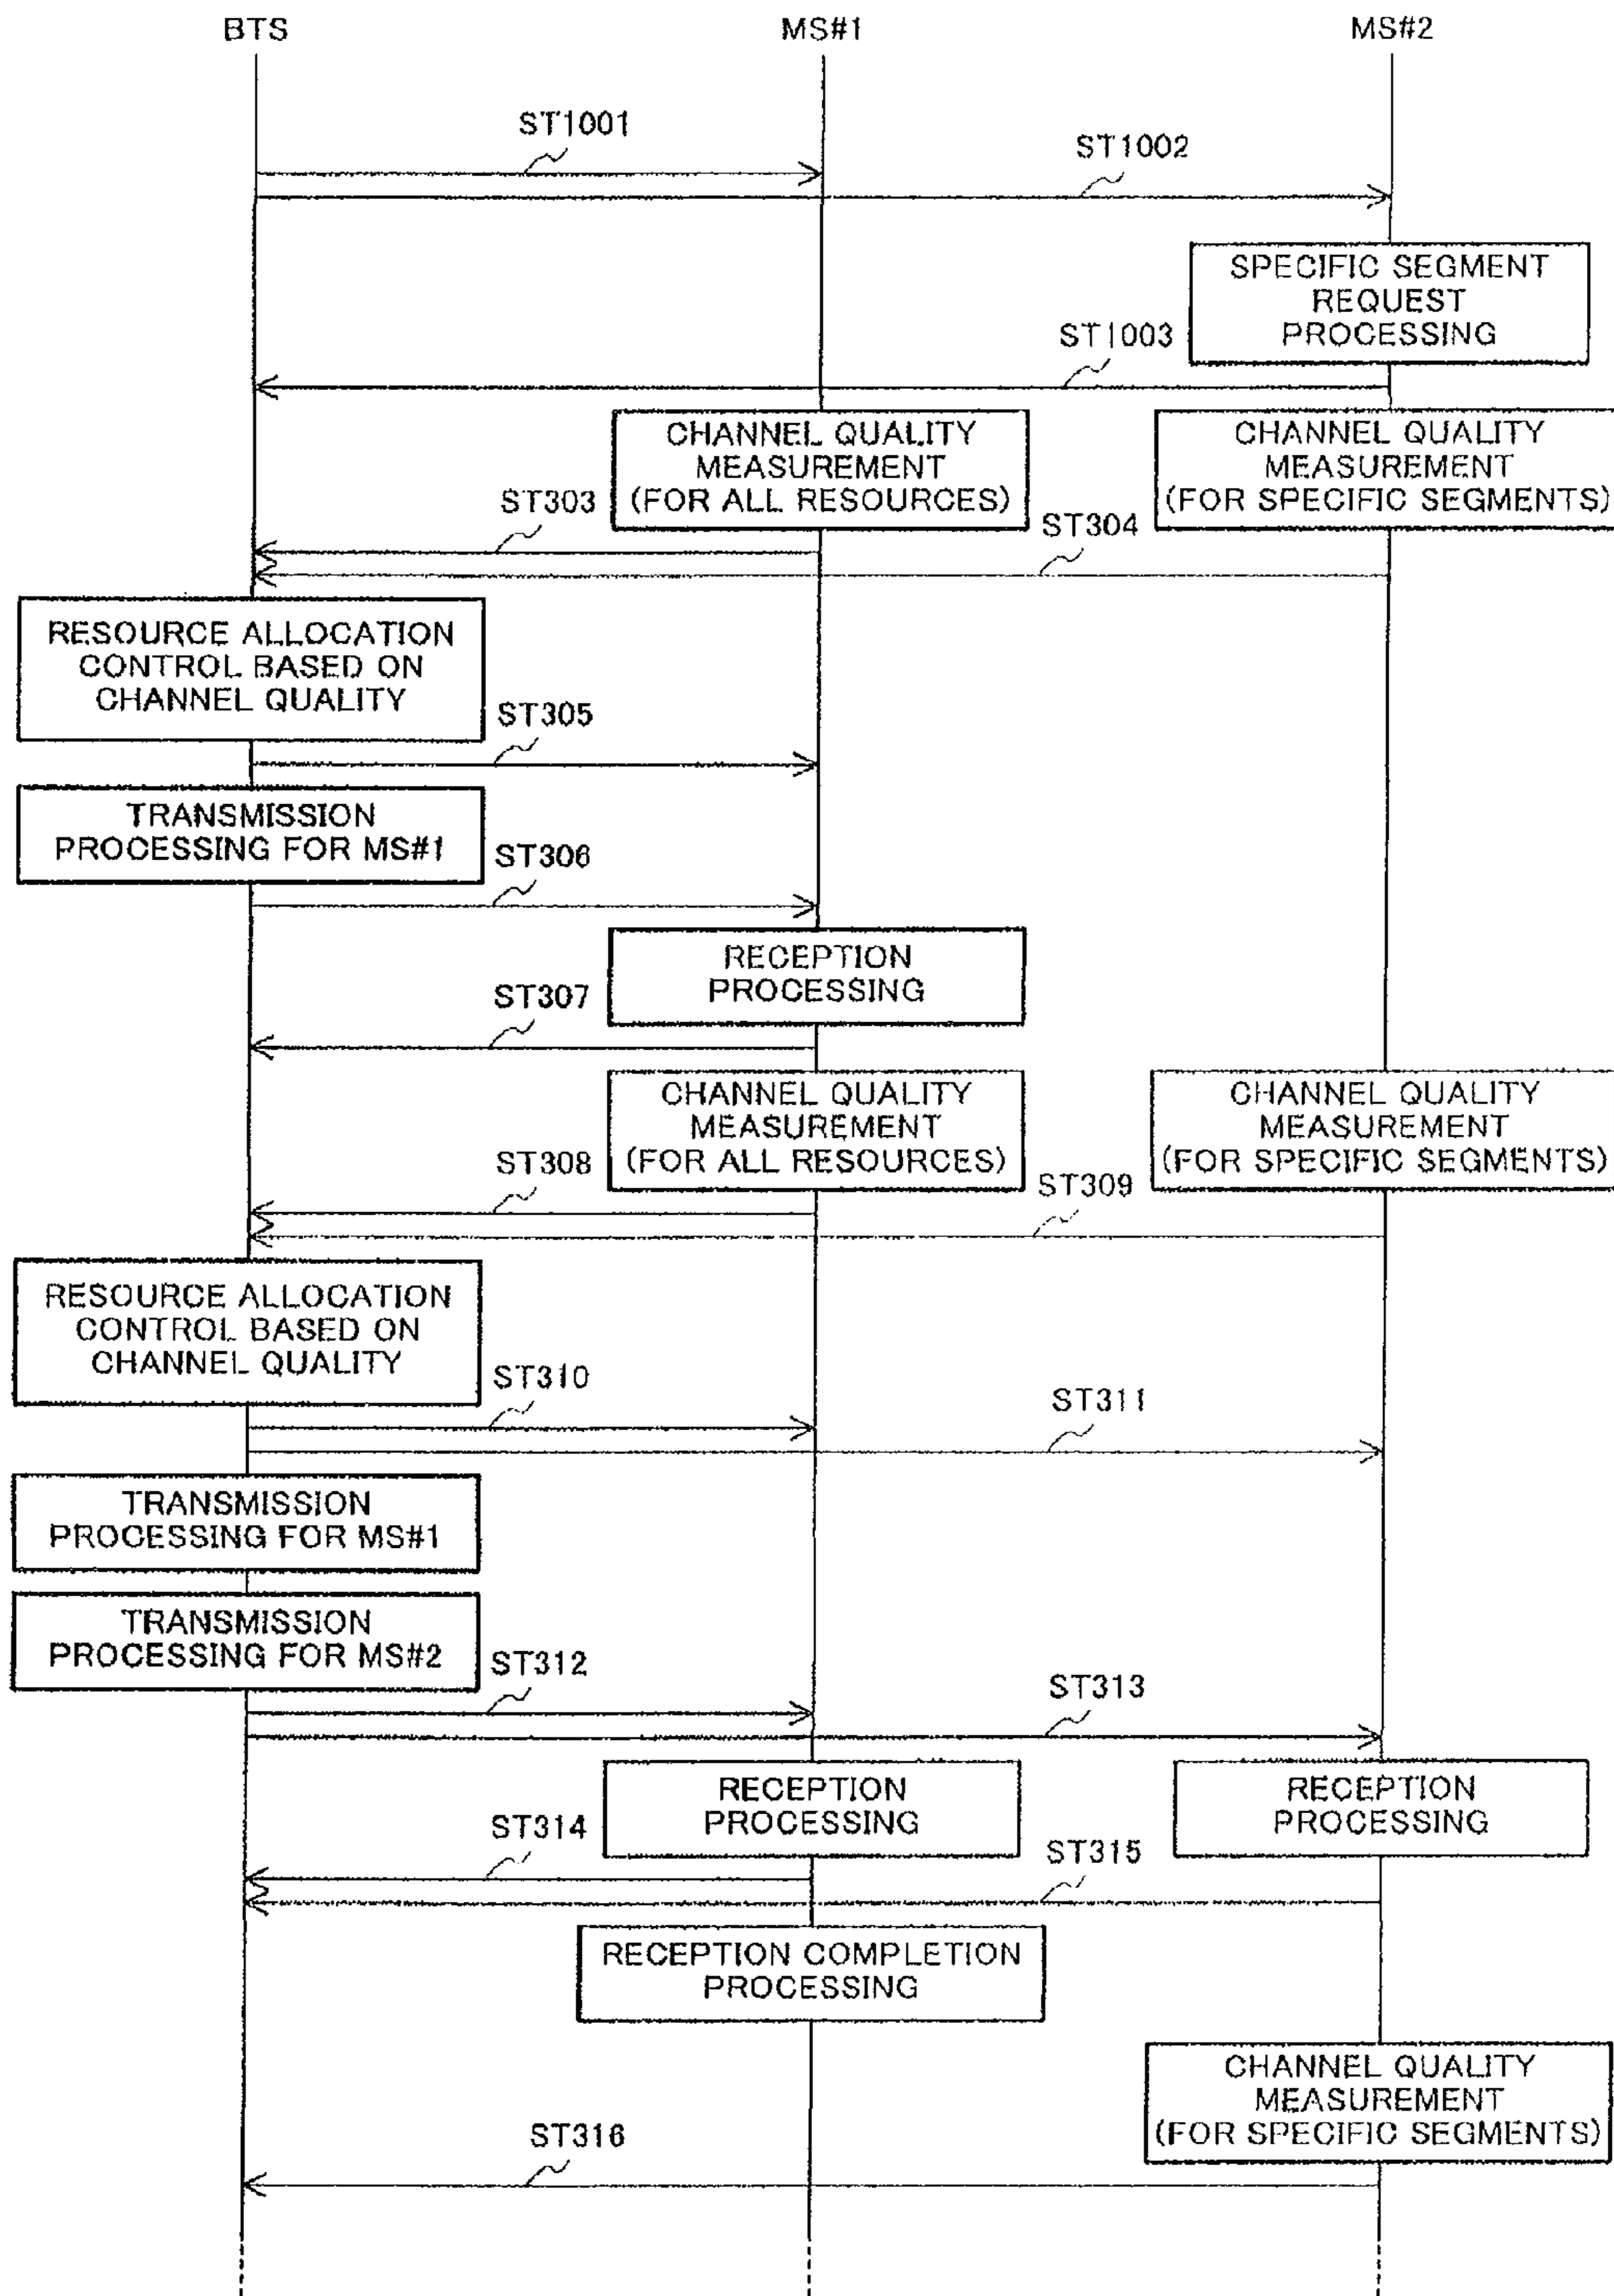 BTS
MS#1
MS#2
ST1001
ST1002
SPECIFIC SEGMENT
REQUEST
PROCESSING
ST1003
CHANNEL QUALITY
MEASUREMENT
(FOR ALL RESOURCES)
CHANNEL QUALITY
MEASUREMENT
(FOR SPECIFIC SEGMENTS)
ST303
ST304
RESOURCE ALLOCATION
CONTROL BASED ON
CHANNEL QUALITY
ST305
TRANSMISSION
PROCESSING FOR MS#1
ST306
RECEPTION
PROCESSING
ST307
CHANNEL QUALITY
MEASUREMENT
(FOR ALL RESOURCES)
CHANNEL QUALITY
MEASUREMENT
(FOR SPECIFIC SEGMENTS)
ST308
ST309
RESOURCE ALLOCATION
CONTROL BASED ON
CHANNEL QUALITY
ST310
ST311
TRANSMISSION
PROCESSING FOR MS#1
TRANSMISSION
PROCESSING FOR MS#2
ST312
ST313
RECEPTION
PROCESSING
RECEPTION
PROCESSING
ST314
ST315
RECEPTION COMPLETION
PROCESSING
CHANNEL QUALITY
MEASUREMENT
(FOR SPECIFIC SEGMENTS)
ST316